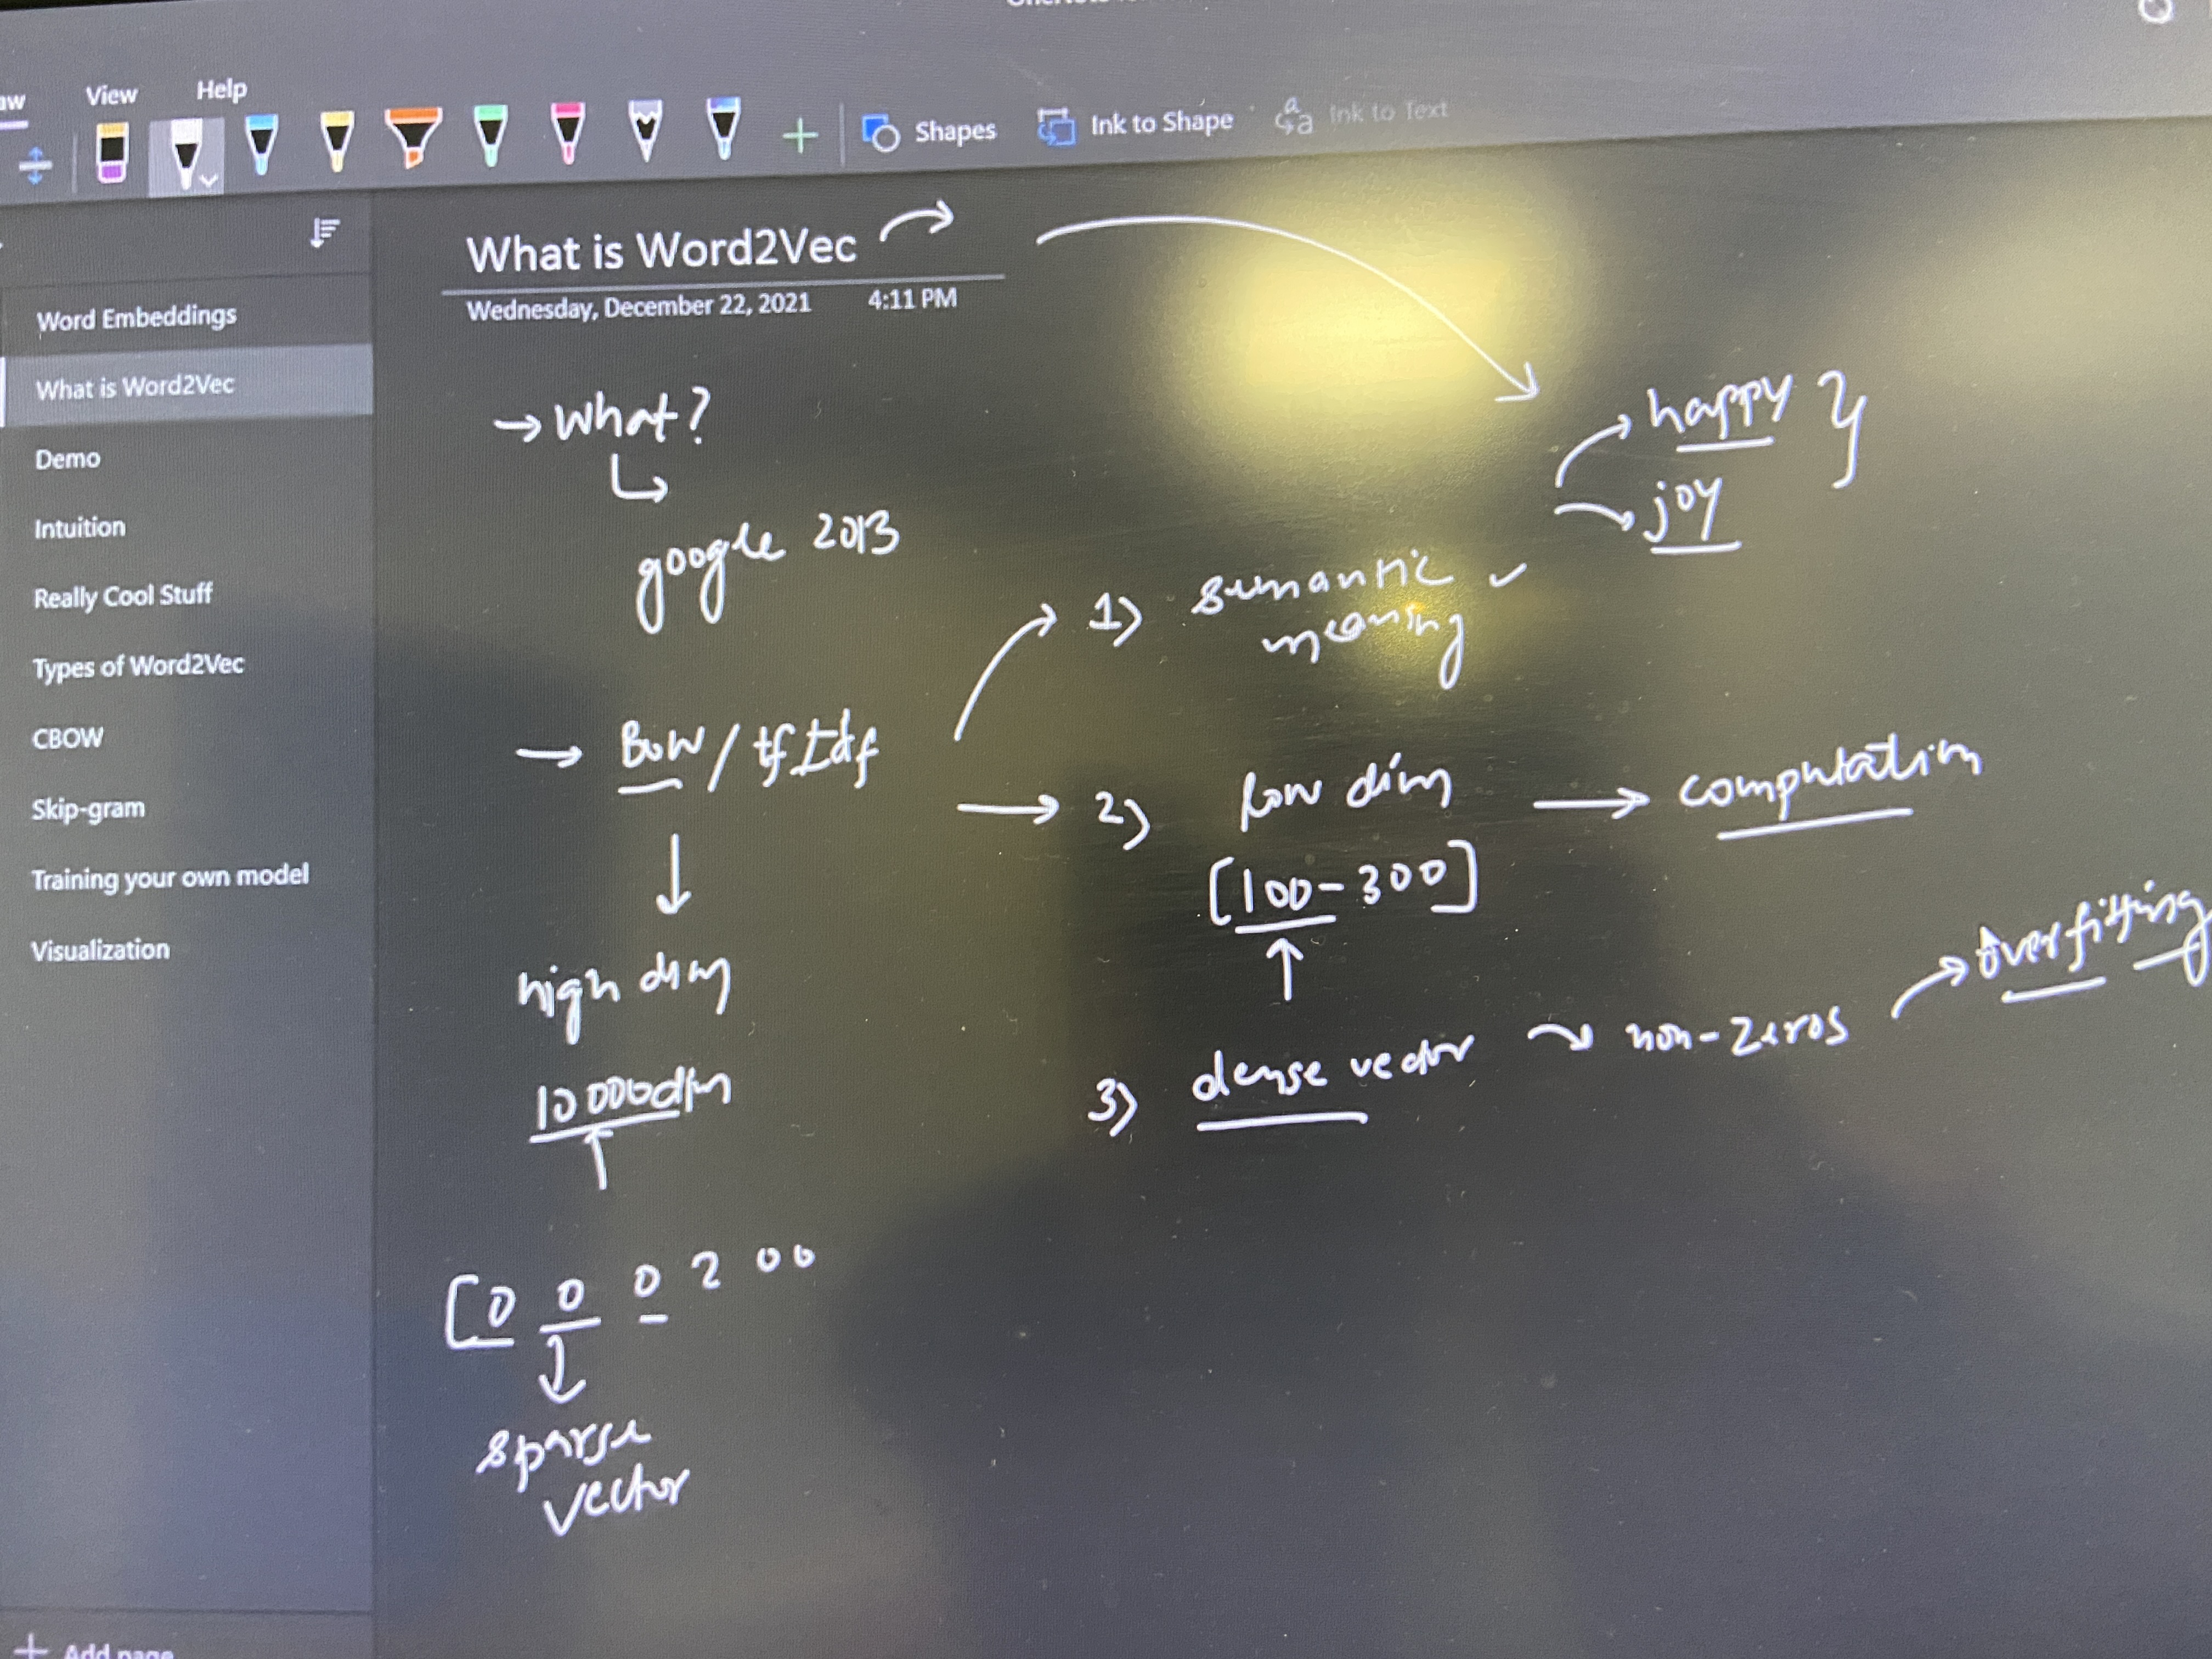 View Help
Shapes
Ink to Shape
Ink to Text
Word Embeddings
What is Word2Vec
Demo
Intuition
Really Cool Stuff
Types of Word2Vec
CBOW
Skip-gram
Training your own model
Visualization
Add page
What is Word2Vec
Wednesday, December 22, 2021 4:11 PM
→ What?
google 2013
→ BOW / tfIdf
high dim
10000dim
[0 0 0 2 0 0
sparse
vector
1) semantic ✓
meaning
→ happy }
→ joy
→ 2) low dim → computation
[100-300]
3) dense vector → non-zeros → overfitting